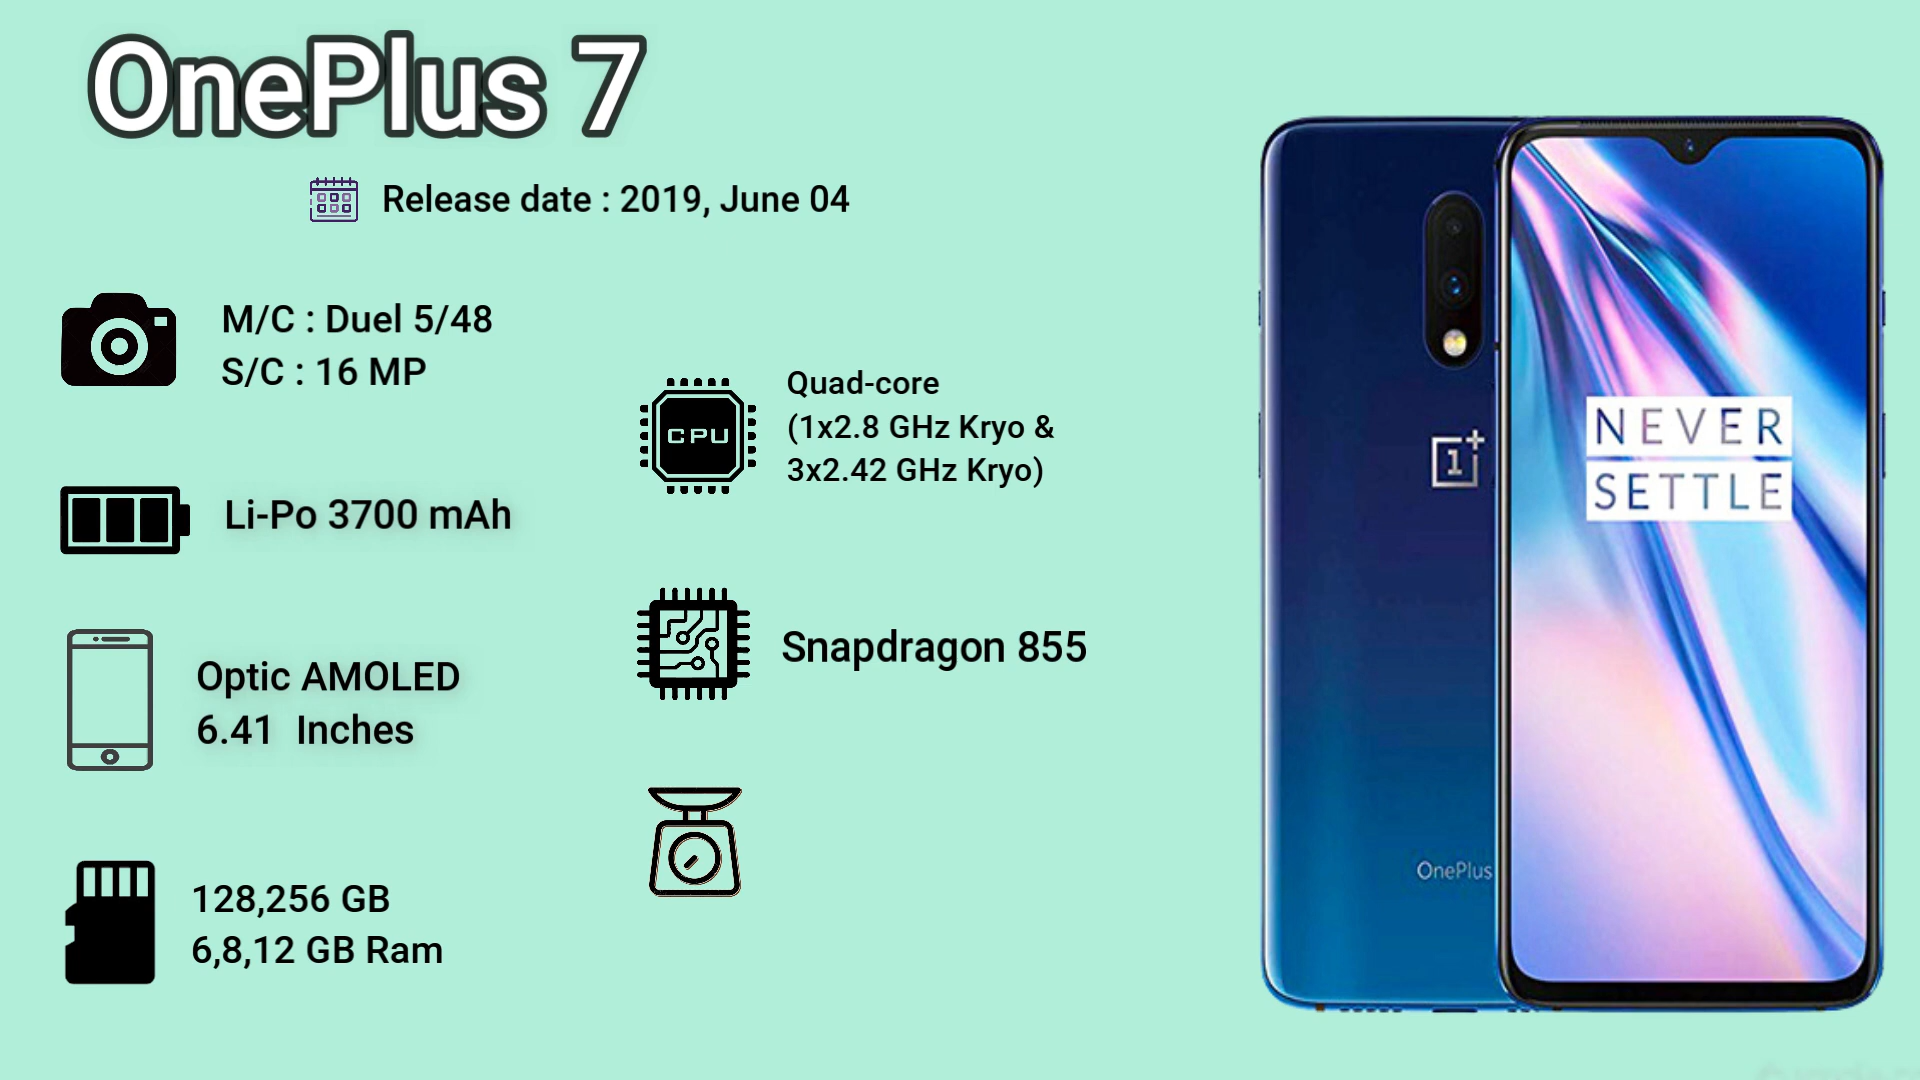 OnePlus 7
Release date : 2019, June 04
M/C : Duel 5/48
S/C : 16 MP
Quad-core
(1x2.8 GHz Kryo &
3x2.42 GHz Kryo)
CPU
Li-Po 3700 mAh
Snapdragon 855
Optic AMOLED
6.41 Inches
128,256 GB
6,8,12 GB Ram
1+
OnePlus
NEVER
SETTLE